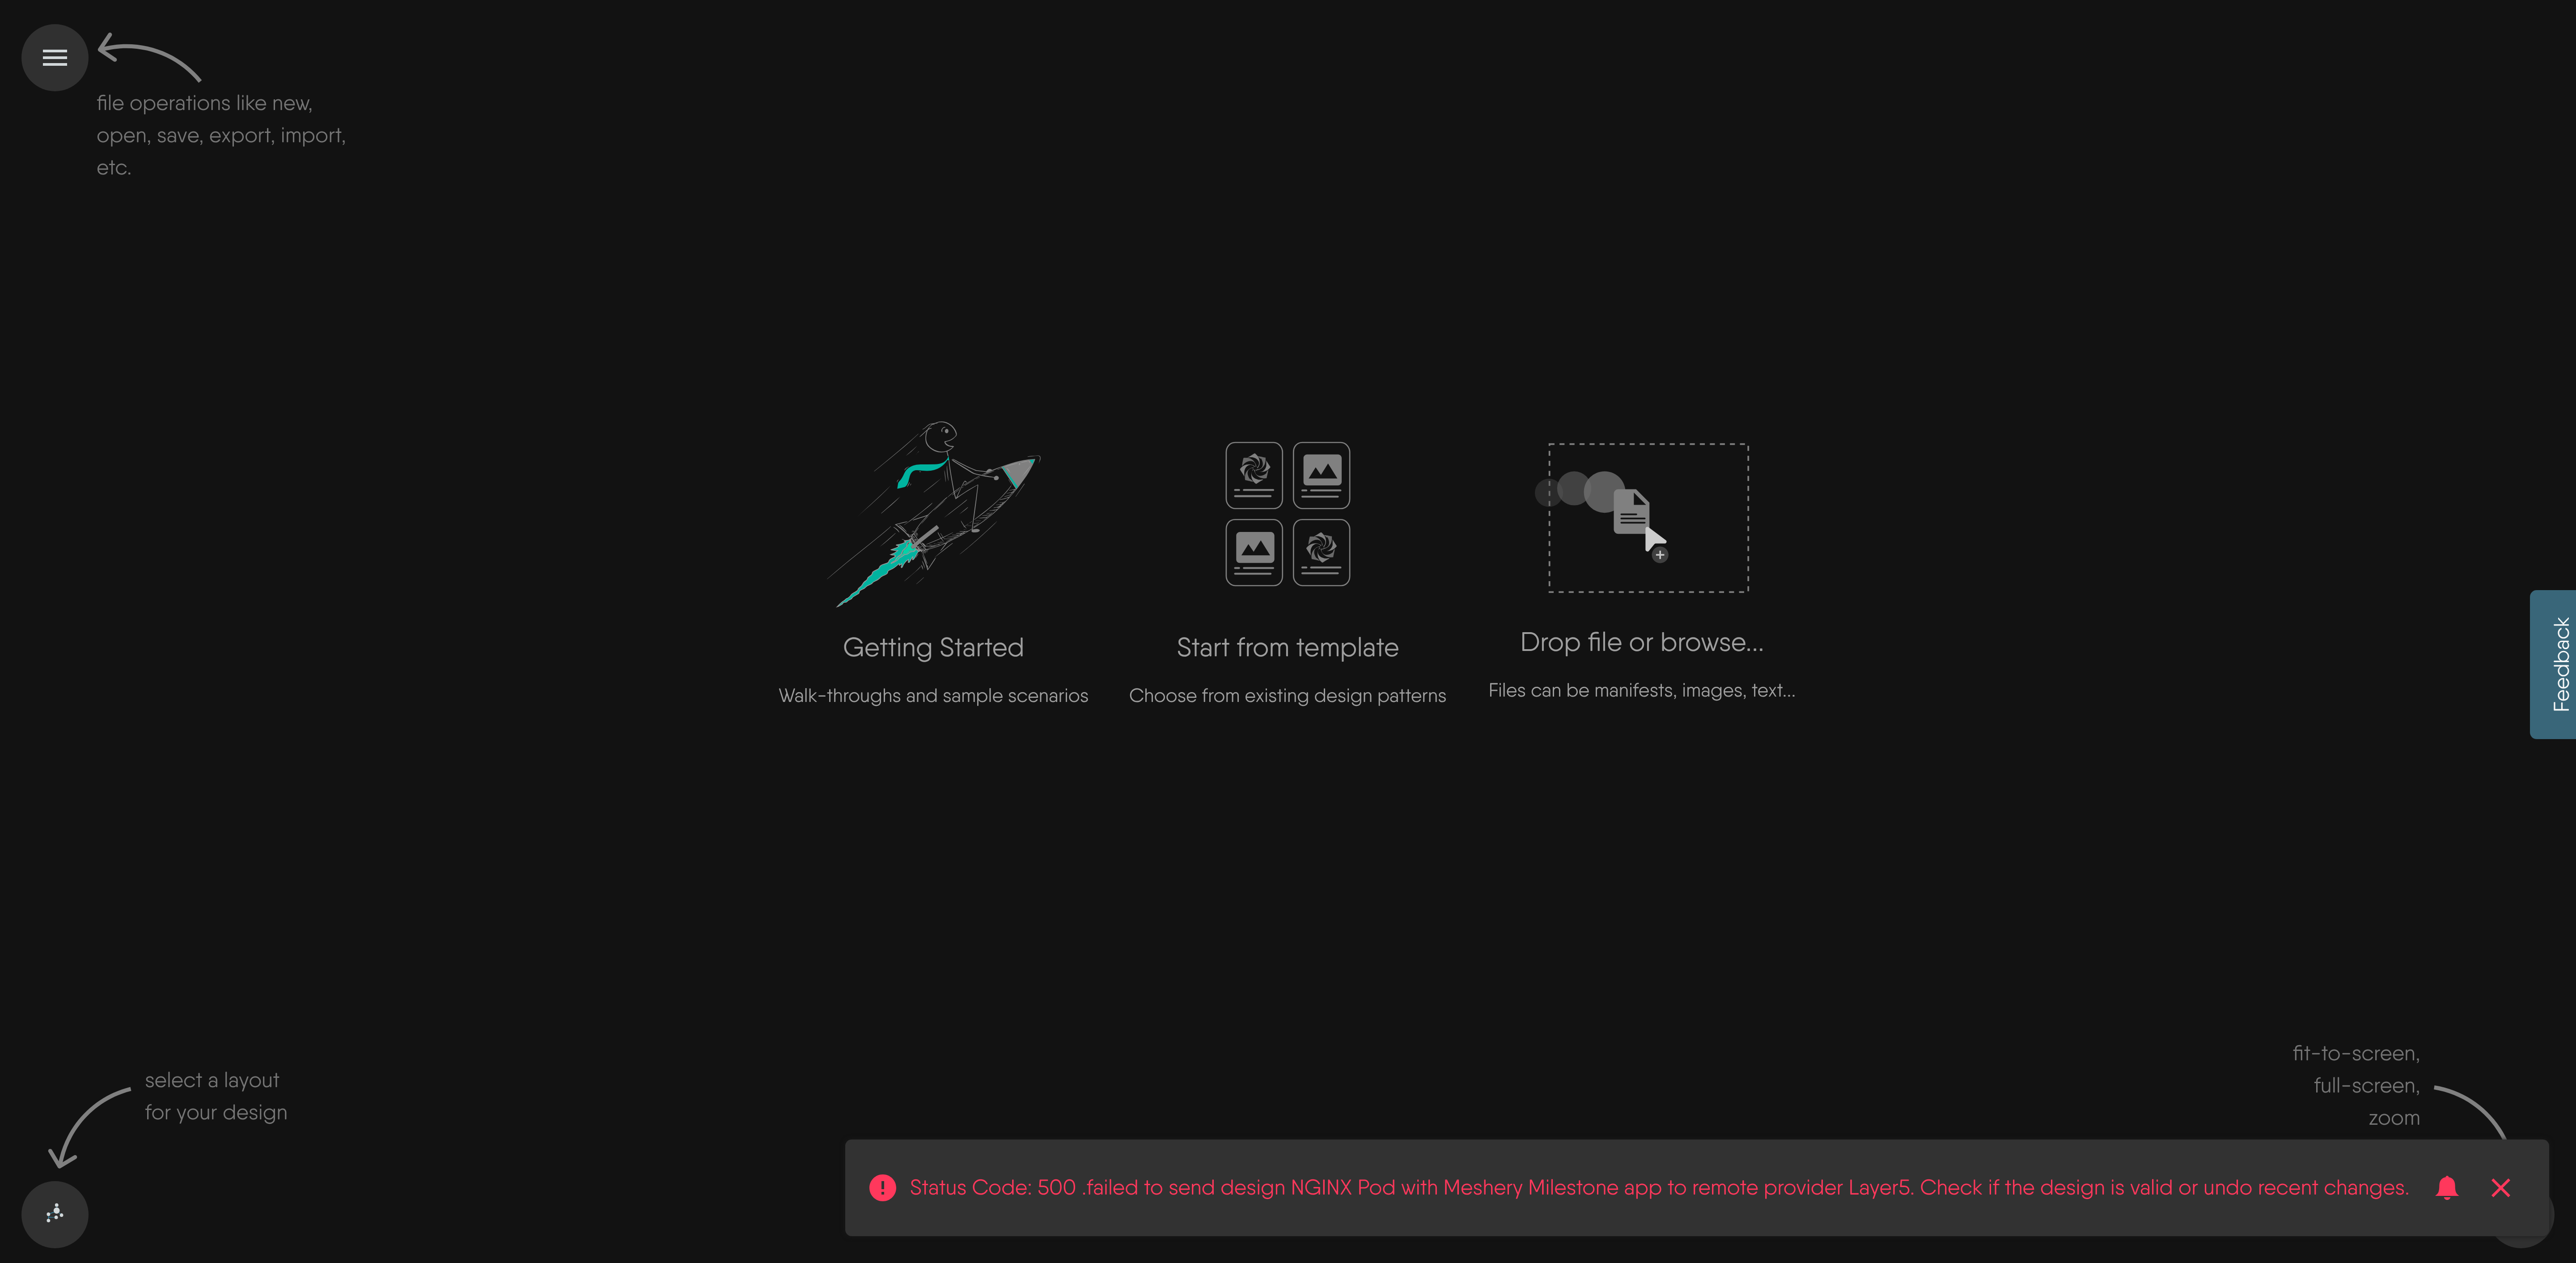 file operations like new,
open, save, export, import,
etc.
Getting Started
Walk-throughs and sample scenarios
Start from template
Choose from existing design patterns
Drop file or browse...
Files can be manifests, images, text...
Feedback
select a layout
for your design
fit-to-screen,
full-screen,
zoom
Status Code: 500 .failed to send design NGINX Pod with Meshery Milestone app to remote provider Layer5. Check if the design is valid or undo recent changes.